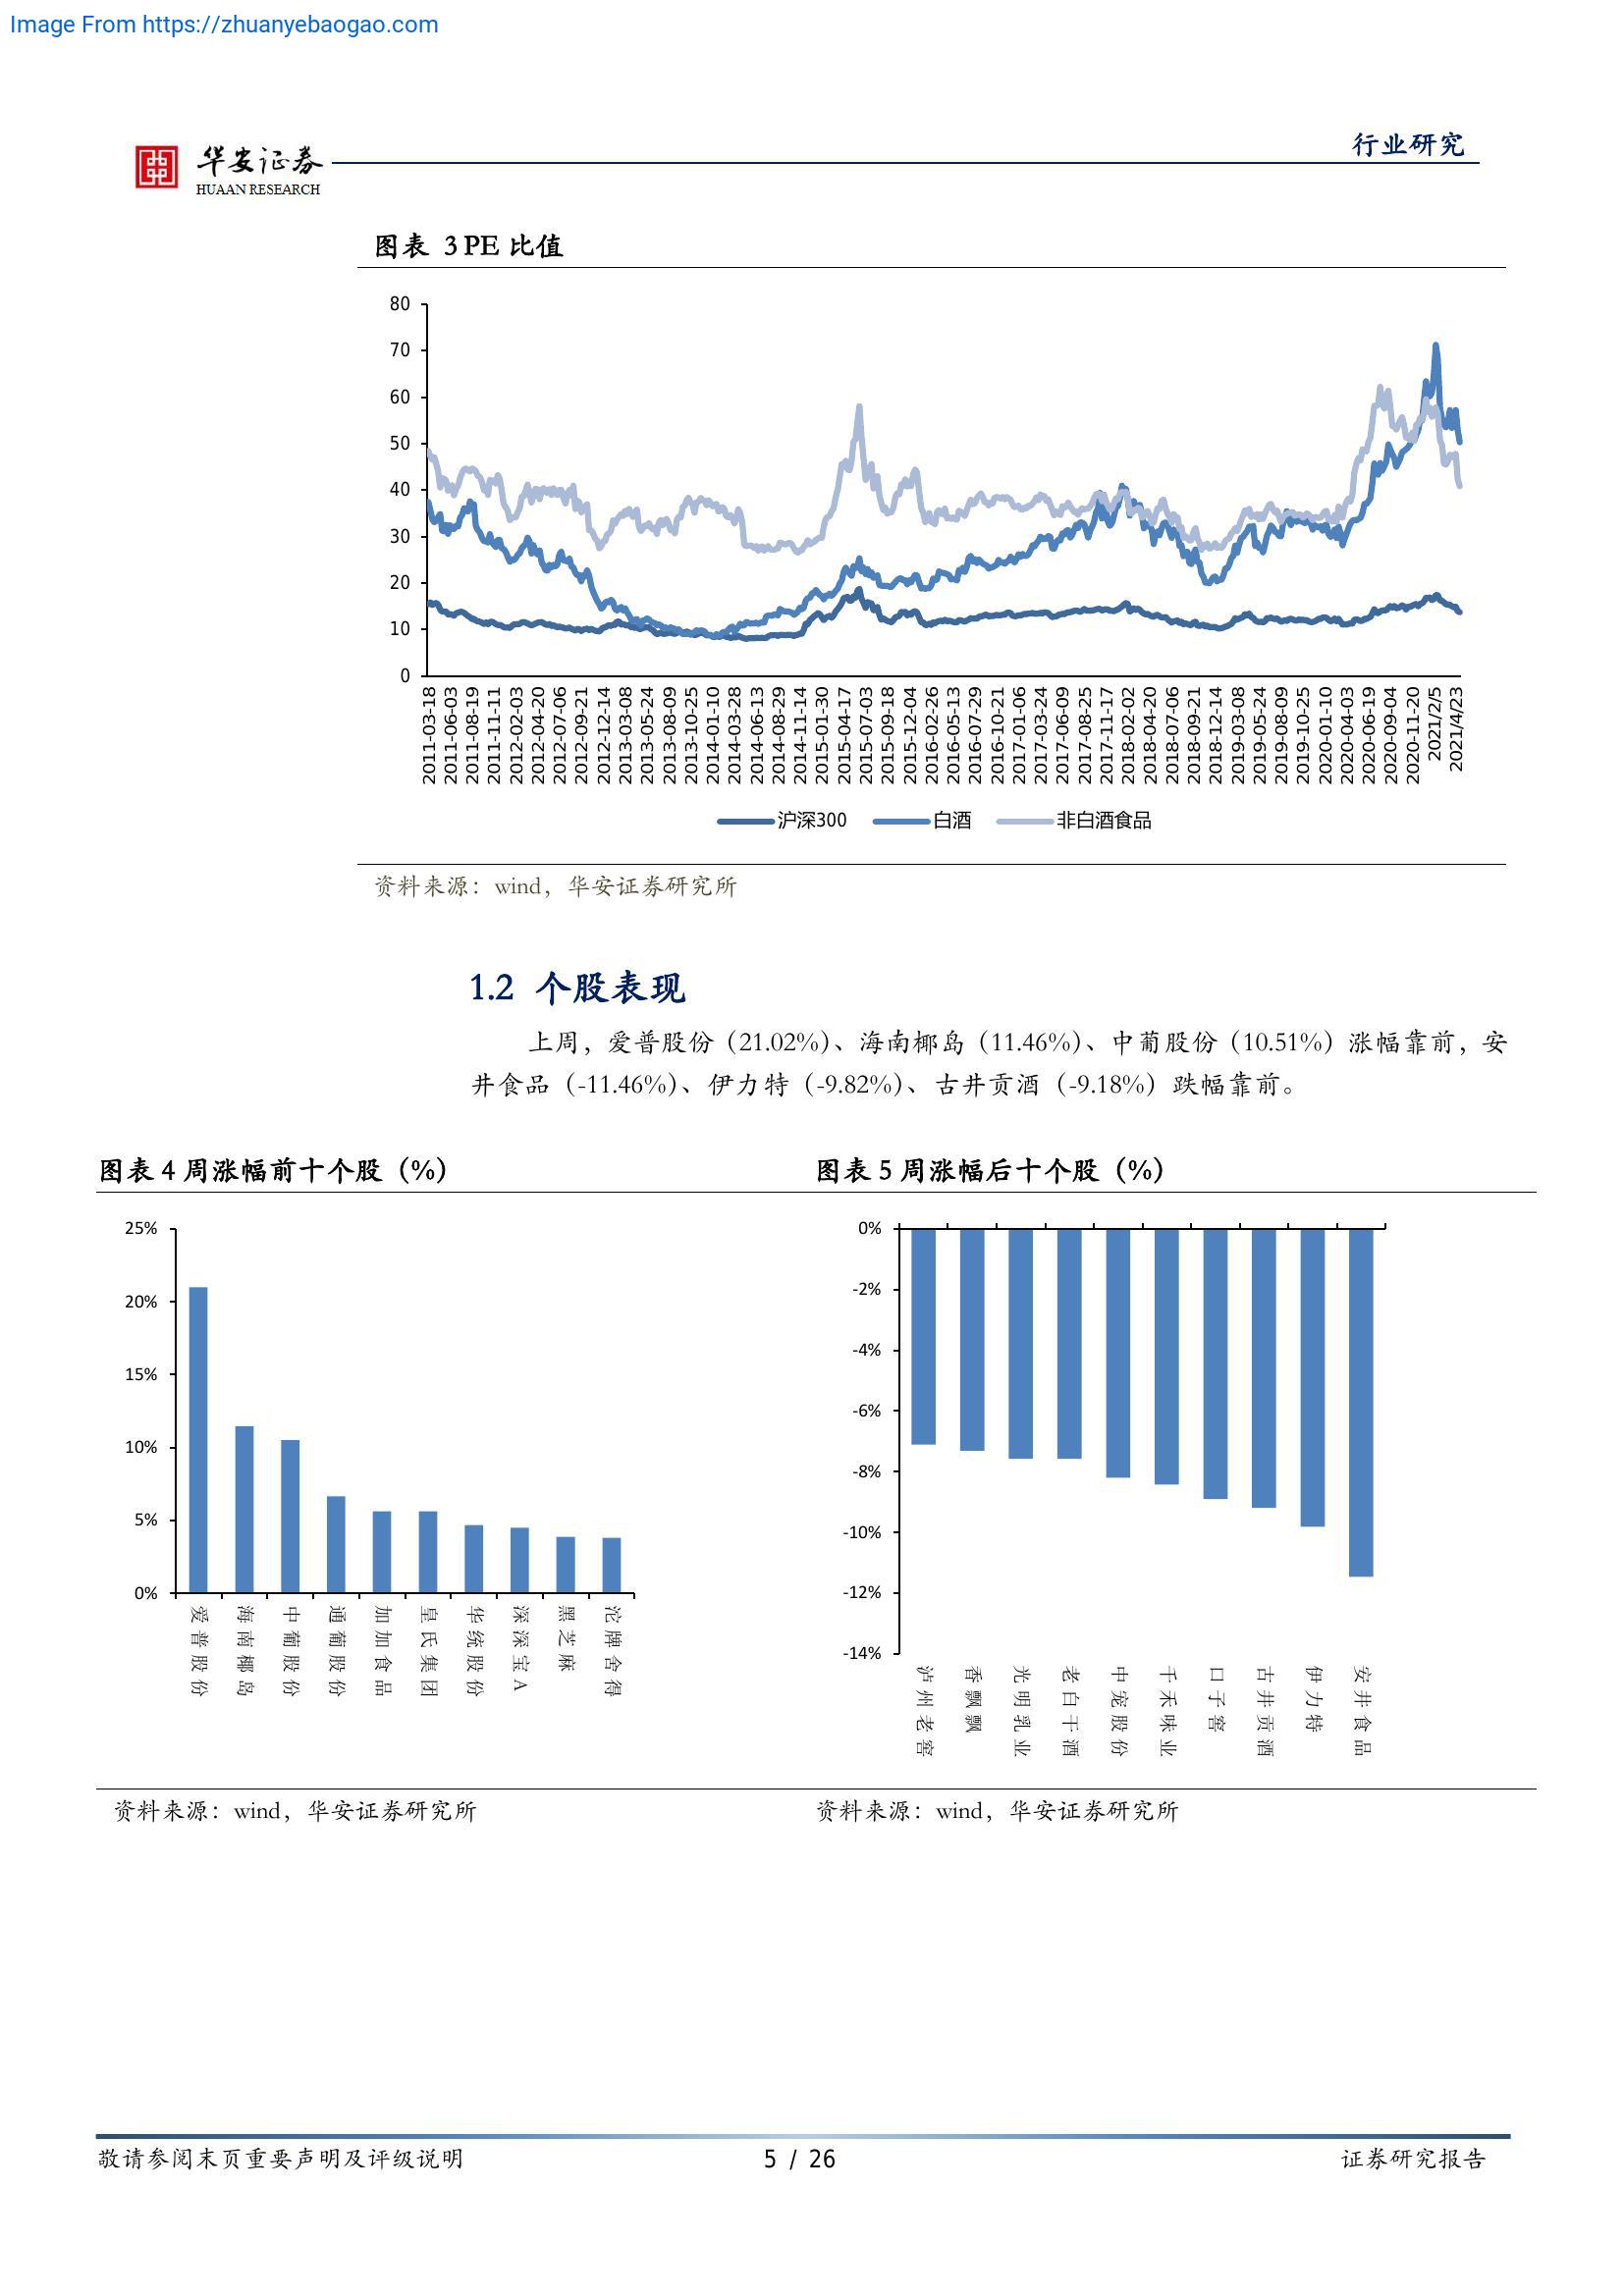 Image From https://zhuanyebaogao.com
行业研究
华安证券
HUAAN RESEARCH
图表 3 PE 比值
80
70
60
50
40
30
20
10
0
2011-03-18 2011-06-03 2011-08-19 2011-11-11 2012-02-03 2012-04-20 2012-07-06 2012-09-21 2012-12-14 2013-03-08 2013-05-24 2013-08-09 2013-10-25 2014-01-10 2014-03-28 2014-06-13 2014-08-29 2014-11-14 2015-01-30 2015-04-17 2015-07-03 2015-09-18 2015-12-04 2016-02-26 2016-05-13 2016-07-29 2016-10-21 2017-01-06 2017-03-24 2017-06-09 2017-08-25 2017-11-17 2018-02-02 2018-04-20 2018-07-06 2018-09-21 2018-12-14 2019-03-08 2019-05-24 2019-08-09 2019-10-25 2020-01-10 2020-04-03 2020-06-19 2020-09-04 2020-11-20 2021/2/5 2021/4/23
沪深300 白酒 非白酒食品
资料来源：wind，华安证券研究所
1.2 个股表现
上周，爱普股份（21.02%）、海南椰岛（11.46%）、中葡股份（10.51%）涨幅靠前，安
井食品（-11.46%）、伊力特（-9.82%）、古井贡酒（-9.18%）跌幅靠前。
图表 4 周涨幅前十个股（%）
25%
20%
15%
10%
5%
0%
爱普股份 海南椰岛 中葡股份 通葡股份 加加食品 皇氏集团 华统股份 深深宝A 黑芝麻 沱牌舍得
资料来源：wind，华安证券研究所
图表 5 周涨幅后十个股（%）
0%
-2%
-4%
-6%
-8%
-10%
-12%
-14%
泸州老窖 香飘飘 光明乳业 老白干酒 中宠股份 千禾味业 口子窖 古井贡酒 伊力特 安井食品
资料来源：wind，华安证券研究所
敬请参阅末页重要声明及评级说明
5 / 26
证券研究报告